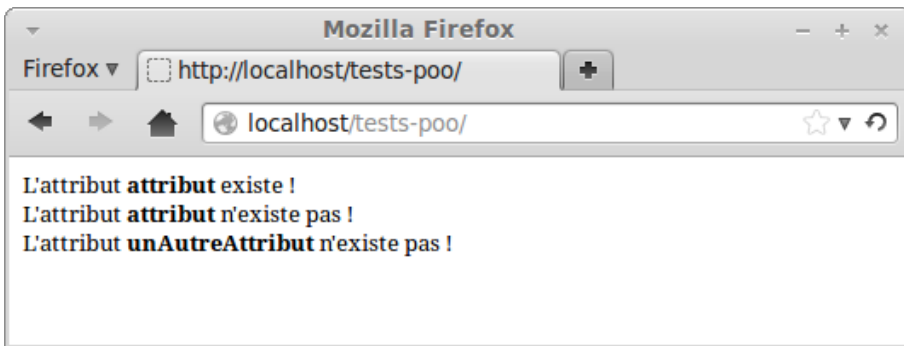 Mozilla Firefox
Firefox
http://localhost/tests-poo/
localhost/tests-poo/
L'attribut attribut existe !
L'attribut attribut n'existe pas !
L'attribut unAutreAttribut n'existe pas !